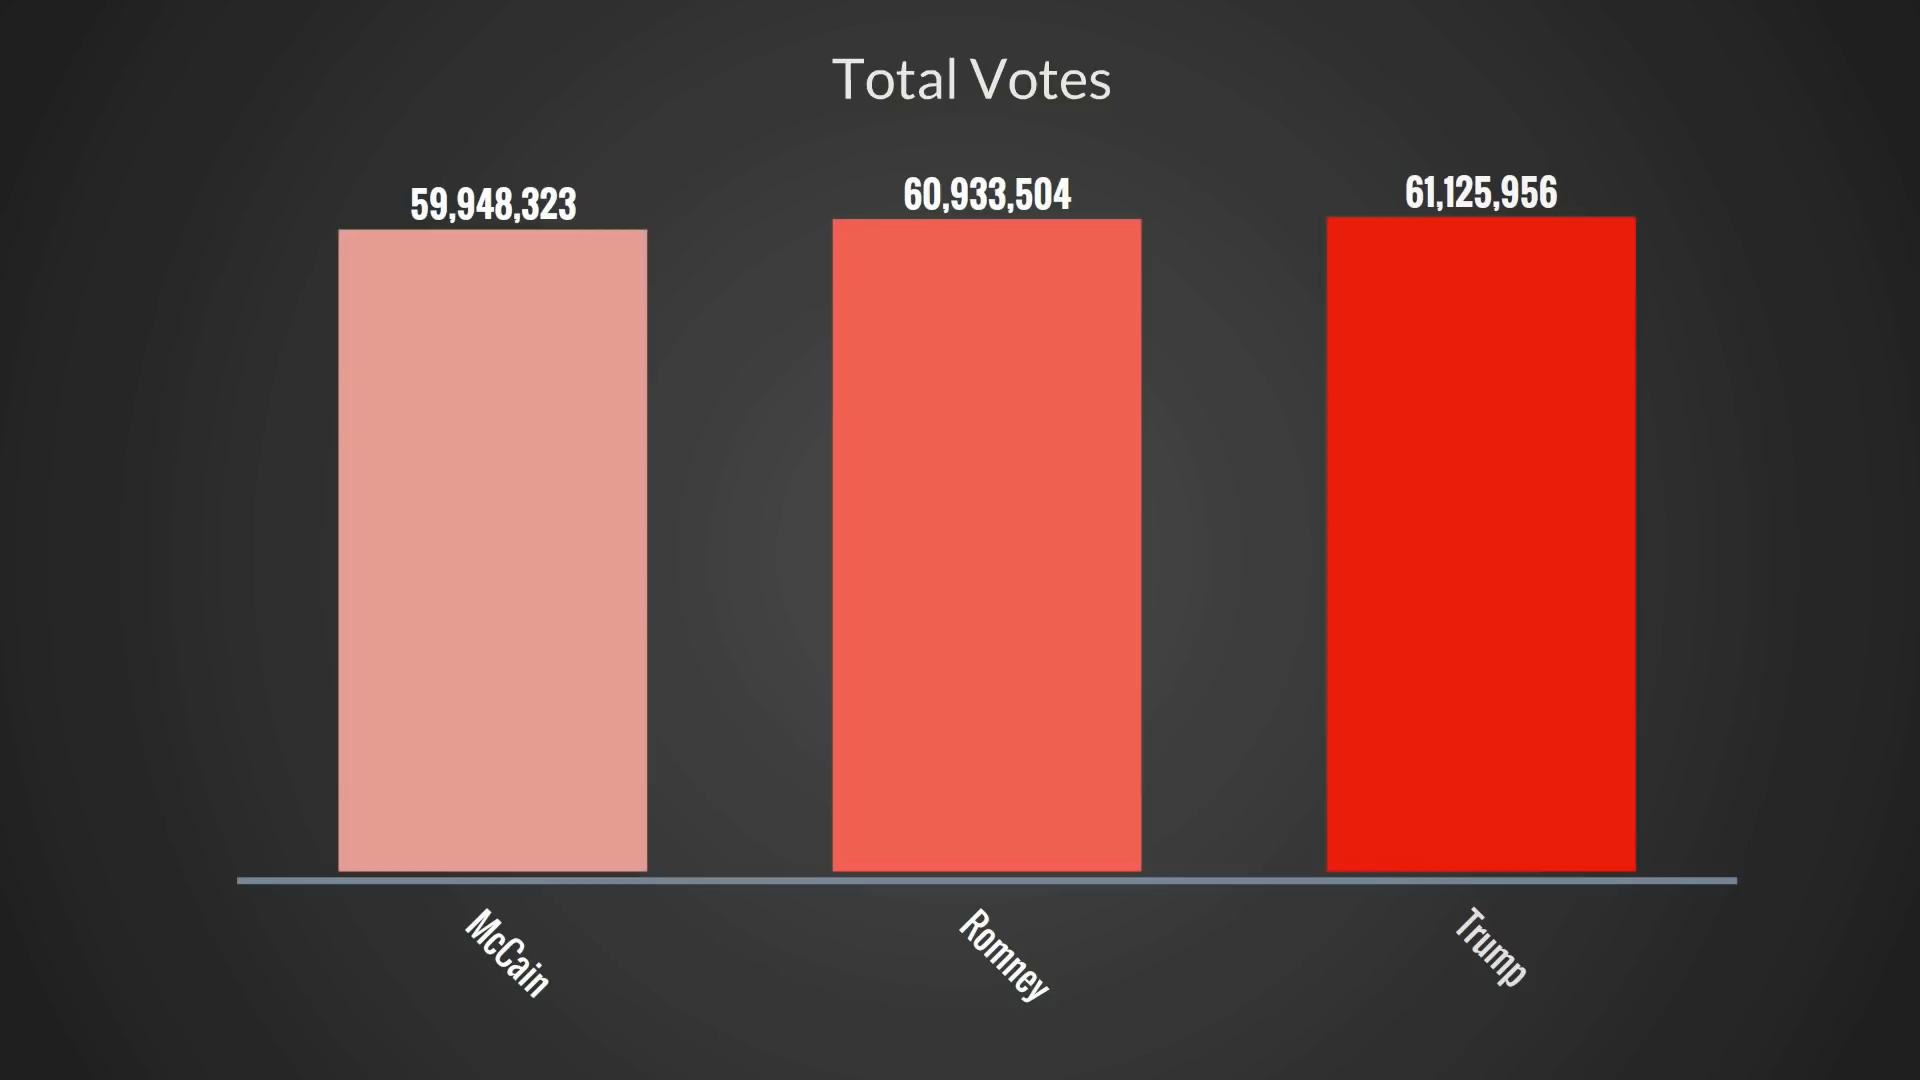 Total Votes
59,948,323
60,933,504
61,125,956
McCain
Romney
Trump